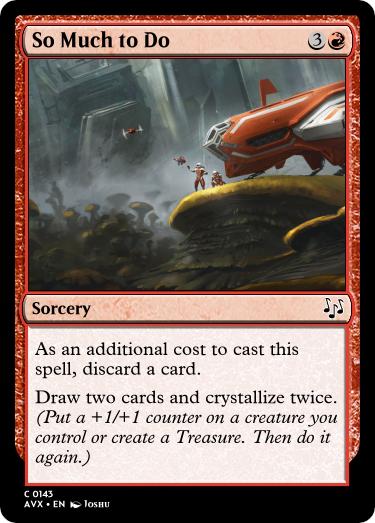 So Much to Do 3
Sorcery
As an additional cost to cast this
spell, discard a card.
Draw two cards and crystallize twice.
(Put a +1/+1 counter on a creature you
control or create a Treasure. Then do it
again.)
C 0143
AVX • EN Joshu